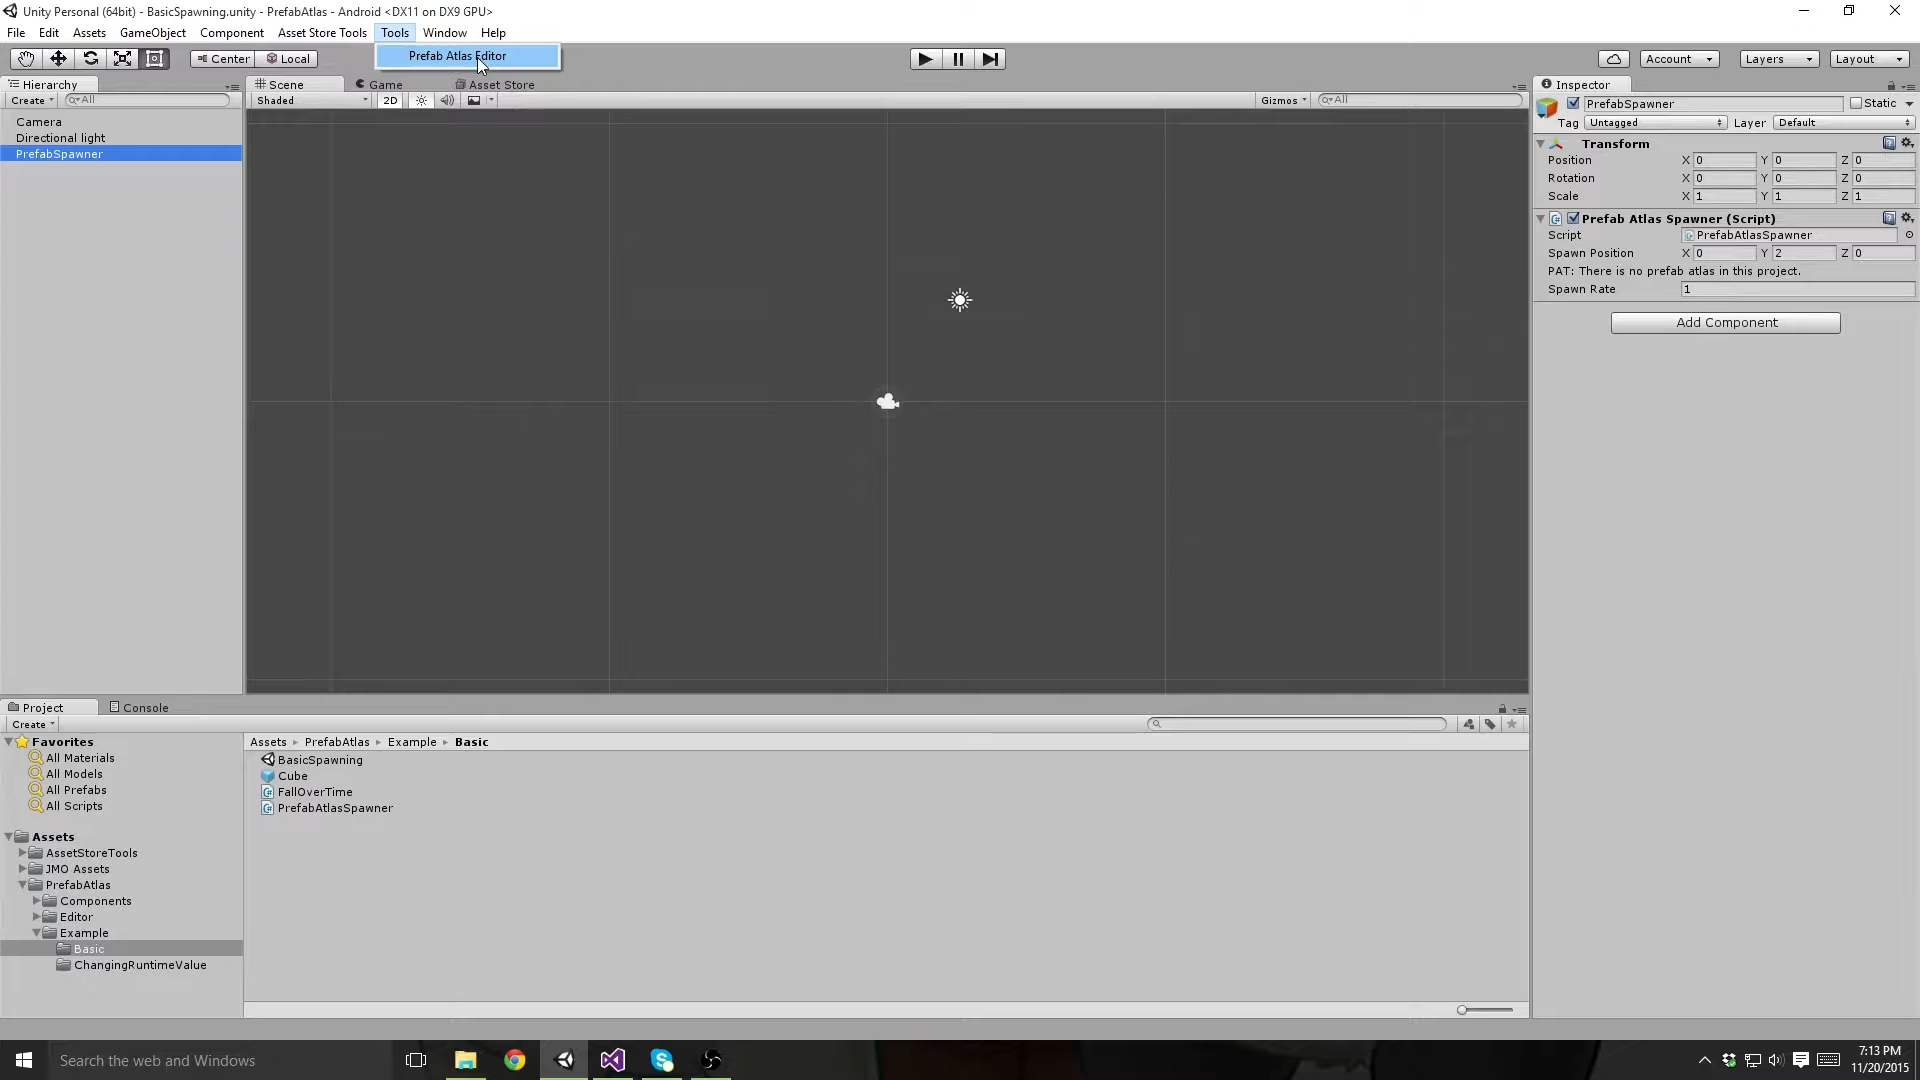 Unity Personal (64bit) - BasicSpawning.unity - PrefabAtlas - Android <DX11 on DX9 GPU>
File Edit Assets GameObject Component Asset Store Tools Tools Window Help
Prefab Atlas Editor
Center Local
Account Layers Layout
Hierarchy
Create All
Camera
Directional light
PrefabSpawner
Scene Game Asset Store
Shaded 2D Gizmos All
Inspector
PrefabSpawner Static
Tag Untagged Layer Default
Transform
Position X 0 Y 0 Z 0
Rotation X 0 Y 0 Z 0
Scale X 1 Y 1 Z 1
Prefab Atlas Spawner (Script)
Script PrefabAtlasSpawner
Spawn Position X 0 Y 2 Z 0
PAT: There is no prefab atlas in this project.
Spawn Rate 1
Add Component
Project Console
Create
Favorites
All Materials
All Models
All Prefabs
All Scripts
Assets
AssetStoreTools
JMO Assets
PrefabAtlas
Components
Editor
Example
Basic
ChangingRuntimeValue
Assets PrefabAtlas Example Basic
BasicSpawning
Cube
FallOverTime
PrefabAtlasSpawner
Search the web and Windows
7:13 PM
11/20/2015